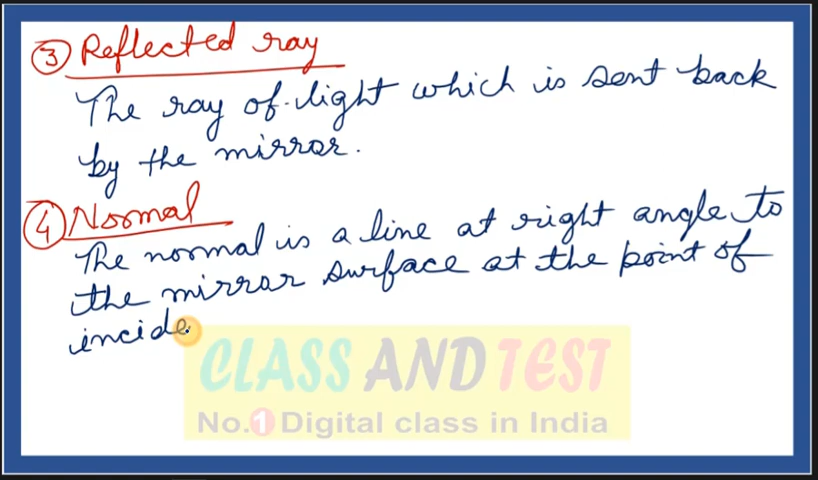 ③ Reflected ray
The ray of light which is sent back
by the mirror.
④ Normal
The normal is a line at right angle to
the mirror surface at the point of
incide
CLASS AND TEST
No.1 Digital class in India